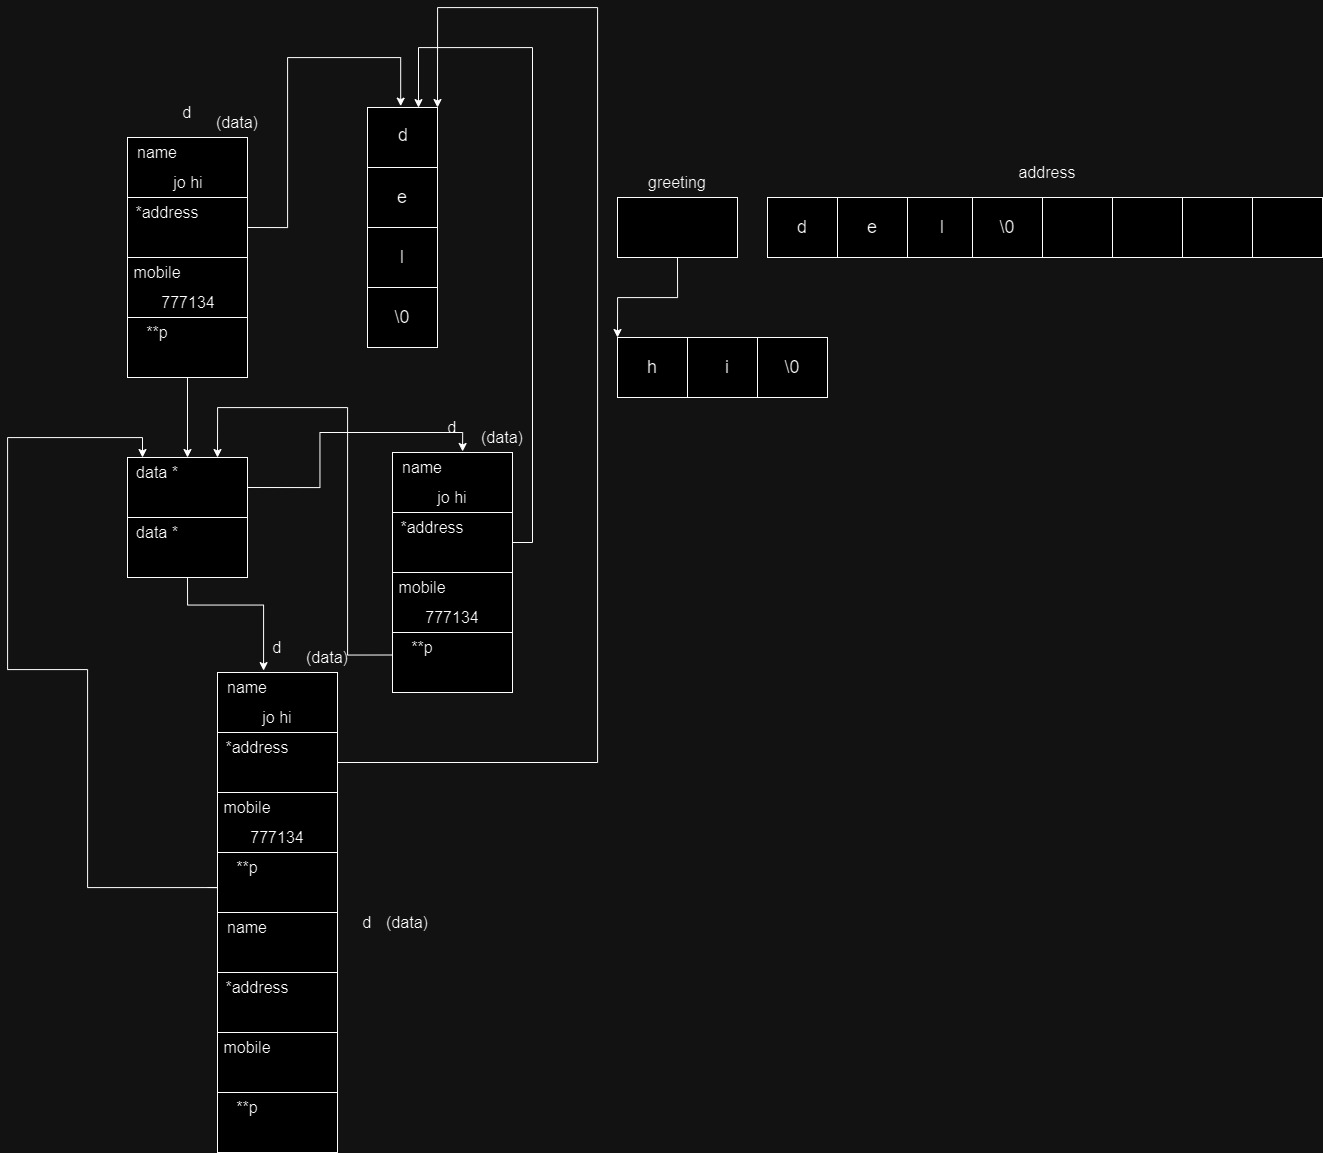 d
(data)
name
jo hi
*address
mobile
777134
**p
d
e
l
\0
greeting
h
i
\0
address
d
e
l
\0
data *
data *
d
(data)
name
jo hi
*address
mobile
777134
**p
d
(data)
name
jo hi
*address
mobile
777134
**p
d (data)
name
*address
mobile
**p